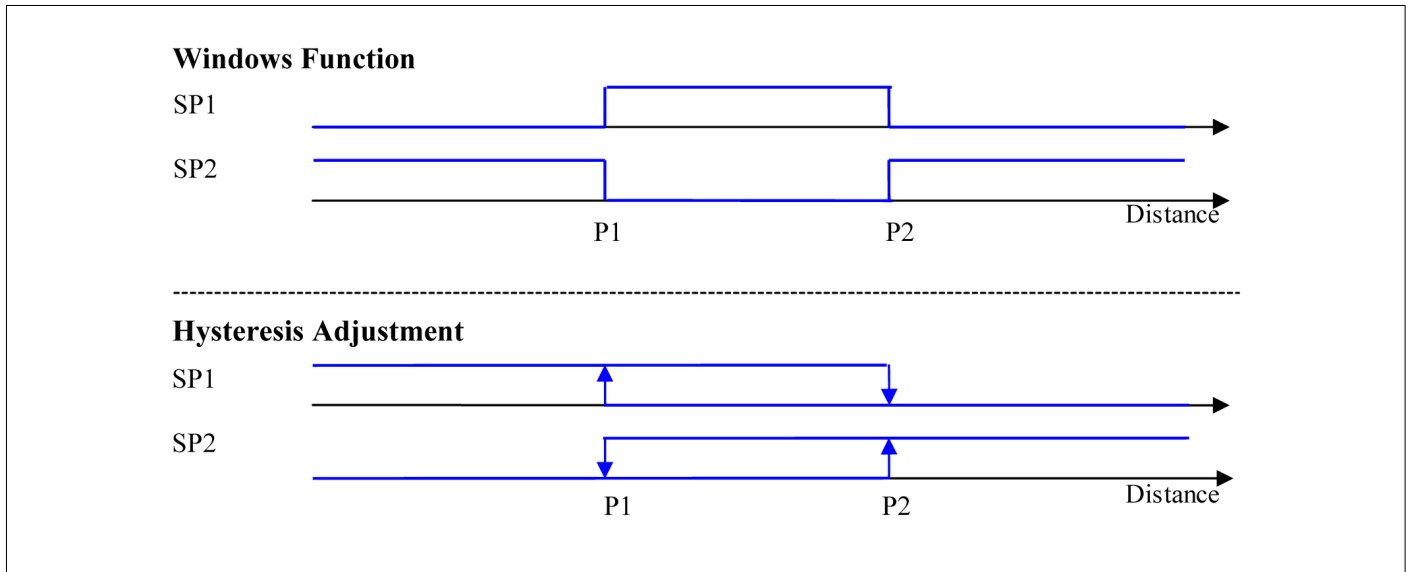 Windows Function
SP1
SP2
Distance
P1 P2
Hysteresis Adjustment
SP1
SP2
Distance
P1 P2